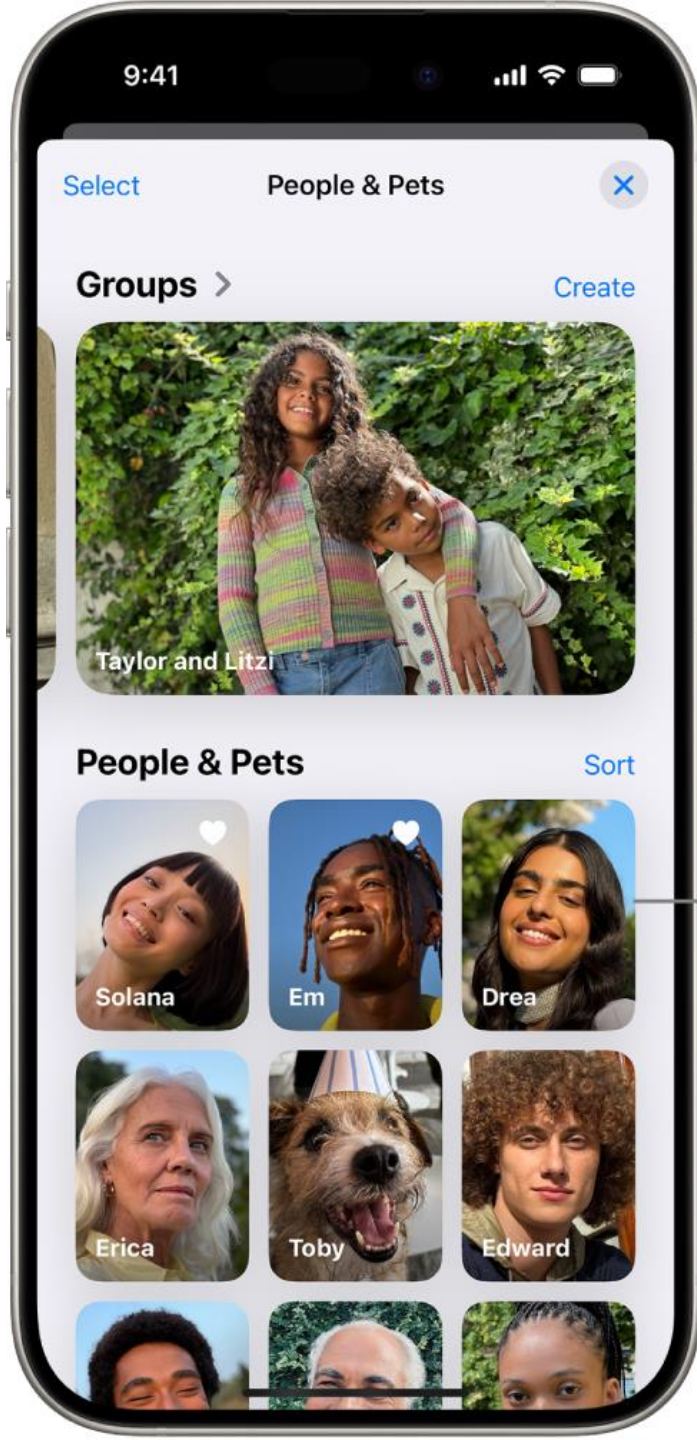 9:41
Select People & Pets
Groups Create
Taylor and Litzi
People & Pets Sort
Solana Em Drea
Erica Toby Edward